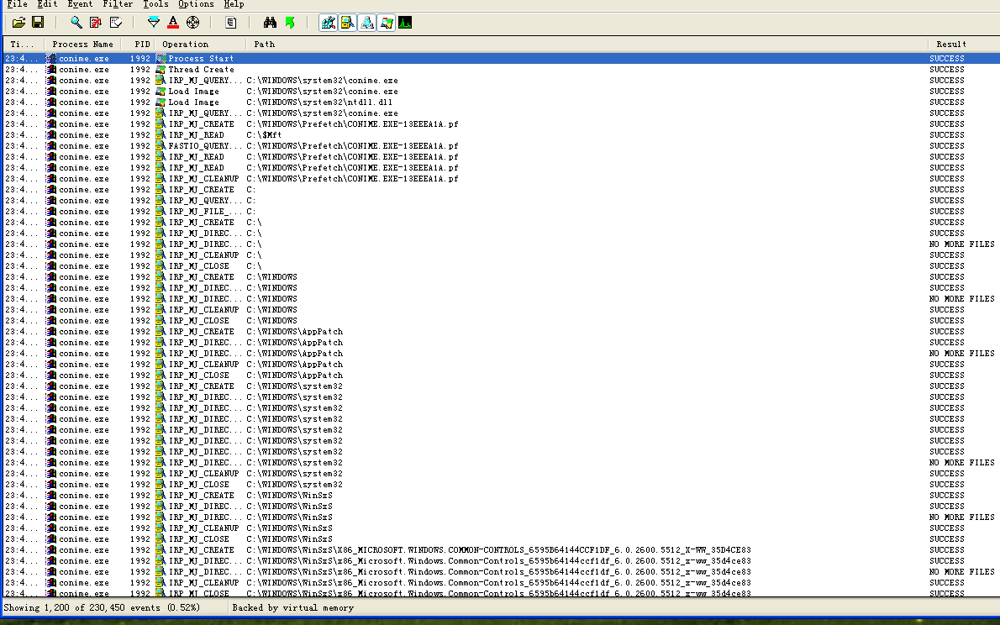 File Edit Event Filter Tools Options Help
Ti... Process Name PID Operation Path Result
23:4... conime.exe 1992 Process Start SUCCESS
23:4... conime.exe 1992 Thread Create SUCCESS
23:4... conime.exe 1992 IRP_MJ_QUERY... C:\WINDOWS\system32\conime.exe SUCCESS
23:4... conime.exe 1992 Load Image C:\WINDOWS\system32\conime.exe SUCCESS
23:4... conime.exe 1992 Load Image C:\WINDOWS\system32\ntdll.dll SUCCESS
23:4... conime.exe 1992 IRP_MJ_QUERY... C:\WINDOWS\system32\conime.exe SUCCESS
23:4... conime.exe 1992 IRP_MJ_CREATE C:\WINDOWS\Prefetch\CONIME.EXE-13EEEA1A.pf SUCCESS
23:4... conime.exe 1992 IRP_MJ_READ C:\$Mft SUCCESS
23:4... conime.exe 1992 FASTIO_QUERY... C:\WINDOWS\Prefetch\CONIME.EXE-13EEEA1A.pf SUCCESS
23:4... conime.exe 1992 IRP_MJ_READ C:\WINDOWS\Prefetch\CONIME.EXE-13EEEA1A.pf SUCCESS
23:4... conime.exe 1992 IRP_MJ_READ C:\WINDOWS\Prefetch\CONIME.EXE-13EEEA1A.pf SUCCESS
23:4... conime.exe 1992 IRP_MJ_CLEANUP C:\WINDOWS\Prefetch\CONIME.EXE-13EEEA1A.pf SUCCESS
23:4... conime.exe 1992 IRP_MJ_CREATE C: SUCCESS
23:4... conime.exe 1992 IRP_MJ_QUERY... C: SUCCESS
23:4... conime.exe 1992 IRP_MJ_FILE_... C: SUCCESS
23:4... conime.exe 1992 IRP_MJ_CREATE C:\ SUCCESS
23:4... conime.exe 1992 IRP_MJ_DIREC... C:\ SUCCESS
23:4... conime.exe 1992 IRP_MJ_DIREC... C:\ NO MORE FILES
23:4... conime.exe 1992 IRP_MJ_CLEANUP C:\ SUCCESS
23:4... conime.exe 1992 IRP_MJ_CLOSE C:\ SUCCESS
23:4... conime.exe 1992 IRP_MJ_CREATE C:\WINDOWS SUCCESS
23:4... conime.exe 1992 IRP_MJ_DIREC... C:\WINDOWS SUCCESS
23:4... conime.exe 1992 IRP_MJ_DIREC... C:\WINDOWS NO MORE FILES
23:4... conime.exe 1992 IRP_MJ_CLEANUP C:\WINDOWS SUCCESS
23:4... conime.exe 1992 IRP_MJ_CLOSE C:\WINDOWS SUCCESS
23:4... conime.exe 1992 IRP_MJ_CREATE C:\WINDOWS\AppPatch SUCCESS
23:4... conime.exe 1992 IRP_MJ_DIREC... C:\WINDOWS\AppPatch SUCCESS
23:4... conime.exe 1992 IRP_MJ_DIREC... C:\WINDOWS\AppPatch NO MORE FILES
23:4... conime.exe 1992 IRP_MJ_CLEANUP C:\WINDOWS\AppPatch SUCCESS
23:4... conime.exe 1992 IRP_MJ_CLOSE C:\WINDOWS\AppPatch SUCCESS
23:4... conime.exe 1992 IRP_MJ_CREATE C:\WINDOWS\system32 SUCCESS
23:4... conime.exe 1992 IRP_MJ_DIREC... C:\WINDOWS\system32 SUCCESS
23:4... conime.exe 1992 IRP_MJ_DIREC... C:\WINDOWS\system32 SUCCESS
23:4... conime.exe 1992 IRP_MJ_DIREC... C:\WINDOWS\system32 SUCCESS
23:4... conime.exe 1992 IRP_MJ_DIREC... C:\WINDOWS\system32 SUCCESS
23:4... conime.exe 1992 IRP_MJ_DIREC... C:\WINDOWS\system32 SUCCESS
23:4... conime.exe 1992 IRP_MJ_DIREC... C:\WINDOWS\system32 SUCCESS
23:4... conime.exe 1992 IRP_MJ_DIREC... C:\WINDOWS\system32 NO MORE FILES
23:4... conime.exe 1992 IRP_MJ_CLEANUP C:\WINDOWS\system32 SUCCESS
23:4... conime.exe 1992 IRP_MJ_CLOSE C:\WINDOWS\system32 SUCCESS
23:4... conime.exe 1992 IRP_MJ_CREATE C:\WINDOWS\WinSxS SUCCESS
23:4... conime.exe 1992 IRP_MJ_DIREC... C:\WINDOWS\WinSxS SUCCESS
23:4... conime.exe 1992 IRP_MJ_DIREC... C:\WINDOWS\WinSxS NO MORE FILES
23:4... conime.exe 1992 IRP_MJ_CLEANUP C:\WINDOWS\WinSxS SUCCESS
23:4... conime.exe 1992 IRP_MJ_CLOSE C:\WINDOWS\WinSxS SUCCESS
23:4... conime.exe 1992 IRP_MJ_CREATE C:\WINDOWS\WinSxS\X86_MICROSOFT.WINDOWS.COMMON-CONTROLS_6595B64144CCF1DF_6.0.2600.5512_X-WW_35D4CE83 SUCCESS
23:4... conime.exe 1992 IRP_MJ_DIREC... C:\WINDOWS\WinSxS\x86_Microsoft.Windows.Common-Controls_6595b64144ccf1df_6.0.2600.5512_x-ww_35d4ce83 SUCCESS
23:4... conime.exe 1992 IRP_MJ_DIREC... C:\WINDOWS\WinSxS\x86_Microsoft.Windows.Common-Controls_6595b64144ccf1df_6.0.2600.5512_x-ww_35d4ce83 NO MORE FILES
23:4... conime.exe 1992 IRP_MJ_CLEANUP C:\WINDOWS\WinSxS\x86_Microsoft.Windows.Common-Controls_6595b64144ccf1df_6.0.2600.5512_x-ww_35d4ce83 SUCCESS
23:4... conime.exe 1992 IRP_MJ_CLOSE C:\WINDOWS\WinSxS\x86_Microsoft.Windows.Common-Controls_6595b64144ccf1df_6.0.2600.5512_x-ww_35d4ce83 SUCCESS
Showing 1,200 of 230,450 events (0.52%) Backed by virtual memory